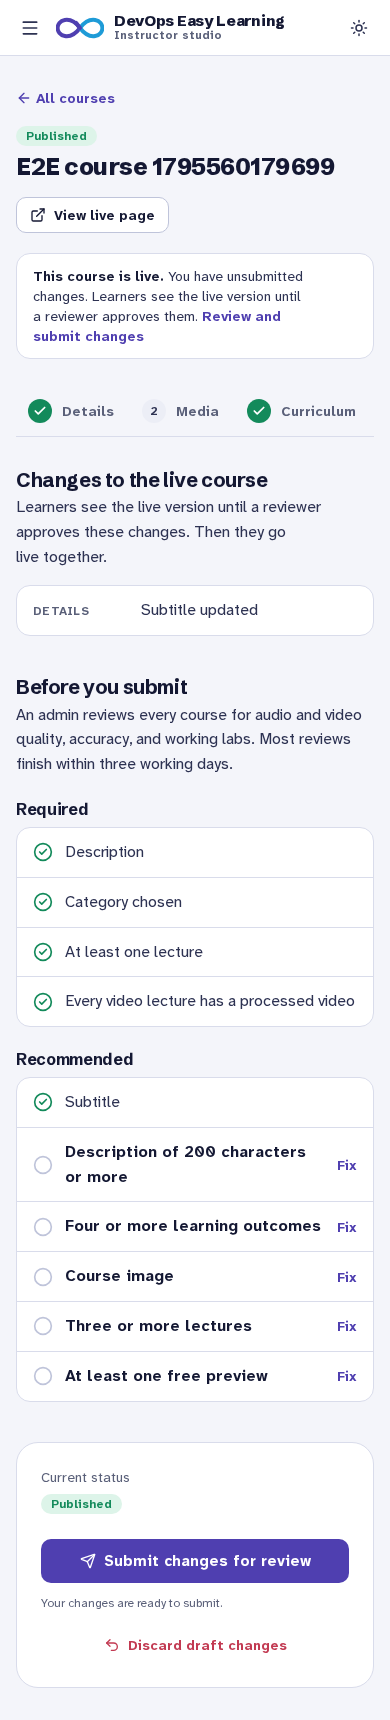 DevOps Easy Learning
Instructor studio
All courses
Published
E2E course 1795560179699
View live page
This course is live. You have unsubmitted
changes. Learners see the live version until
a reviewer approves them. Review and
submit changes
Details
2 Media
Curriculum
Changes to the live course
Learners see the live version until a reviewer
approves these changes. Then they go
live together.
DETAILS Subtitle updated
Before you submit
An admin reviews every course for audio and video
quality, accuracy, and working labs. Most reviews
finish within three working days.
Required
Description
Category chosen
At least one lecture
Every video lecture has a processed video
Recommended
Subtitle
Description of 200 characters
or more
Fix
Four or more learning outcomes Fix
Course image Fix
Three or more lectures Fix
At least one free preview Fix
Current status
Published
Submit changes for review
Your changes are ready to submit.
Discard draft changes